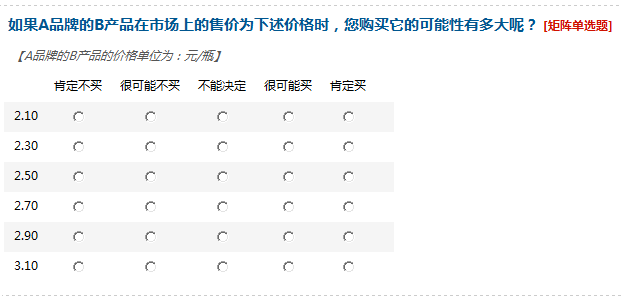 如果A品牌的B产品在市场上的售价为下述价格时，您购买它的可能性有多大呢？ [矩阵单选题]
【A品牌的B产品的价格单位为：元/瓶】
肯定不买 很可能不买 不能决定 很可能买 肯定买
2.10
2.30
2.50
2.70
2.90
3.10